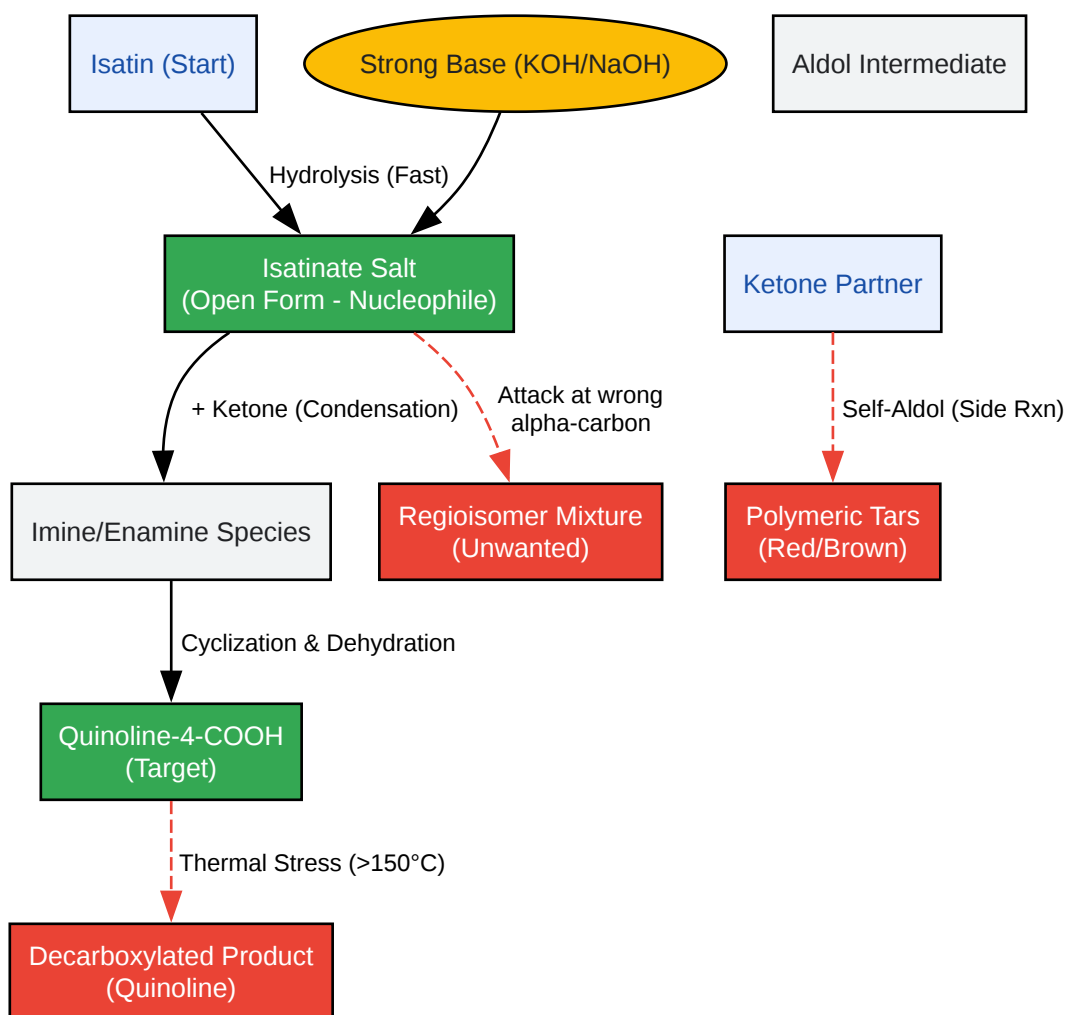 Isatin (Start)
Strong Base (KOH/NaOH)
Aldol Intermediate
Hydrolysis (Fast)
Isatinate Salt
(Open Form - Nucleophile)
Ketone Partner
+ Ketone (Condensation)
Attack at wrong
alpha-carbon
Self-Aldol (Side Rxn)
Imine/Enamine Species
Regioisomer Mixture
(Unwanted)
Polymeric Tars
(Red/Brown)
Cyclization & Dehydration
Quinoline-4-COOH
(Target)
Thermal Stress (>150°C)
Decarboxylated Product
(Quinoline)